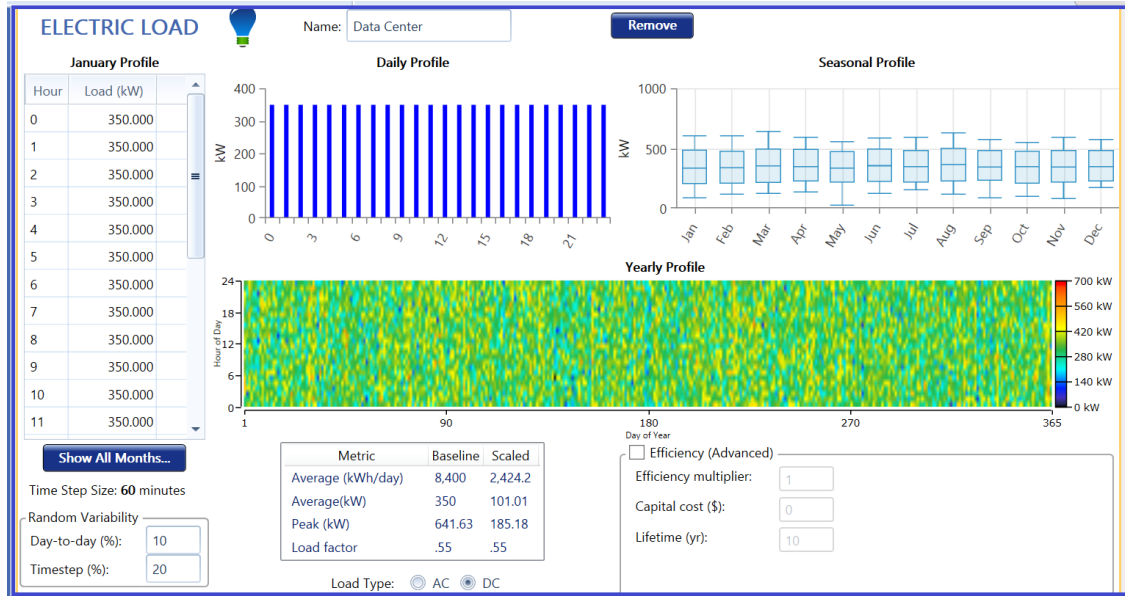 ELECTRIC LOAD
Name: Data Center
Remove
January Profile
Hour Load (kW)
0 350.000
1 350.000
2 350.000
3 350.000
4 350.000
5 350.000
6 350.000
7 350.000
8 350.000
9 350.000
10 350.000
11 350.000
Show All Months...
Time Step Size: 60 minutes
Random Variability
Day-to-day (%): 10
Timestep (%): 20
Daily Profile
kW
400
300
200
100
0
0 3 6 9 12 15 18 21
Seasonal Profile
kW
1000
500
0
Jan Feb Mar Apr May Jun Jul Aug Sep Oct Nov Dec
Yearly Profile
Hour of Day
24
18
12
6
0
1 90 180 270 365
Day of Year
700 kW
560 kW
420 kW
280 kW
140 kW
0 kW
Metric Baseline Scaled
Average (kWh/day) 8,400 2,424.2
Average(kW) 350 101.01
Peak (kW) 641.63 185.18
Load factor .55 .55
Load Type: AC DC
Efficiency (Advanced)
Efficiency multiplier: 1
Capital cost ($): 0
Lifetime (yr): 10